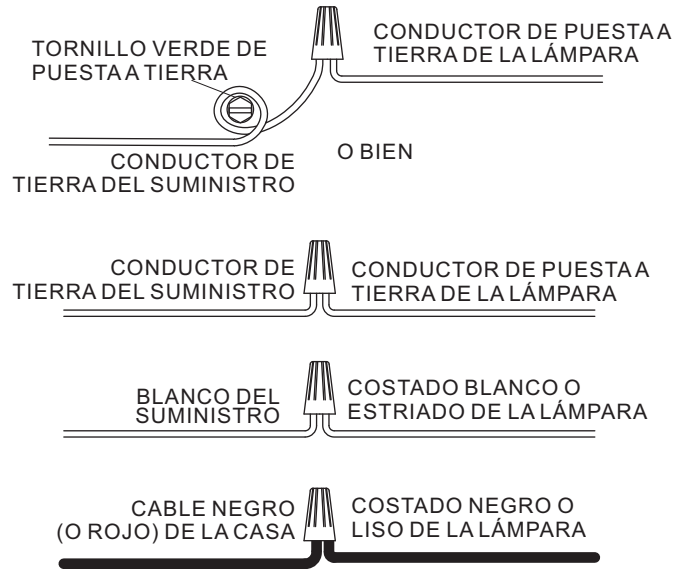 TORNILLO VERDE DE
PUESTA A TIERRA
CONDUCTOR DE PUESTA A
TIERRA DE LA LÁMPARA
CONDUCTOR DE
TIERRA DEL SUMINISTRO
O BIEN
CONDUCTOR DE
TIERRA DEL SUMINISTRO
CONDUCTOR DE PUESTA A
TIERRA DE LA LÁMPARA
BLANCO DEL
SUMINISTRO
COSTADO BLANCO O
ESTRIADO DE LA LÁMPARA
CABLE NEGRO
(O ROJO) DE LA CASA
COSTADO NEGRO O
LISO DE LA LÁMPARA